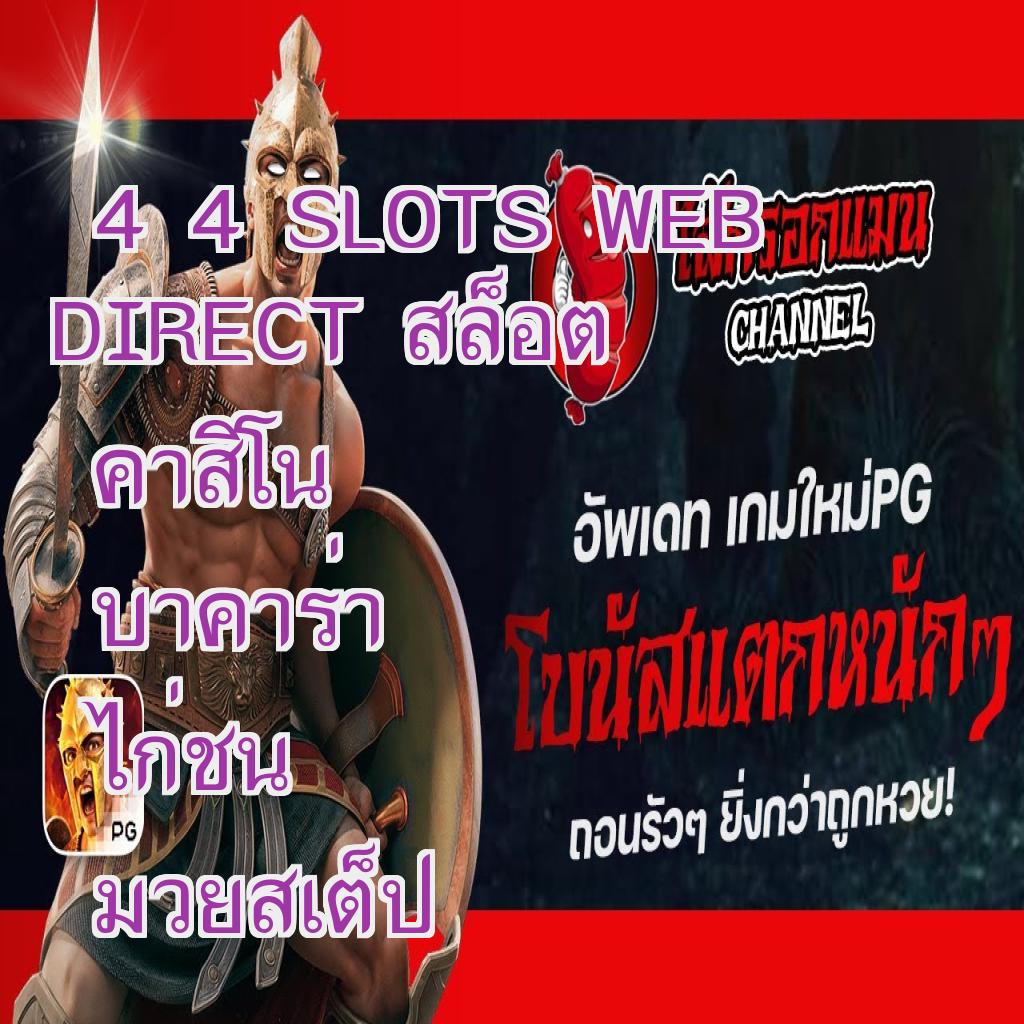 4 4 SLOTS WEB
DIRECT สล็อต
คาสิโน
บาคาร่า
ไก่ชน
มวยสเต็ป
CHANNEL
อัพเดท เกมใหม่PG
โบนัสแตกหนักๆ
ถอนรัวๆ ยิ่งกว่าถูกหวย!
PG